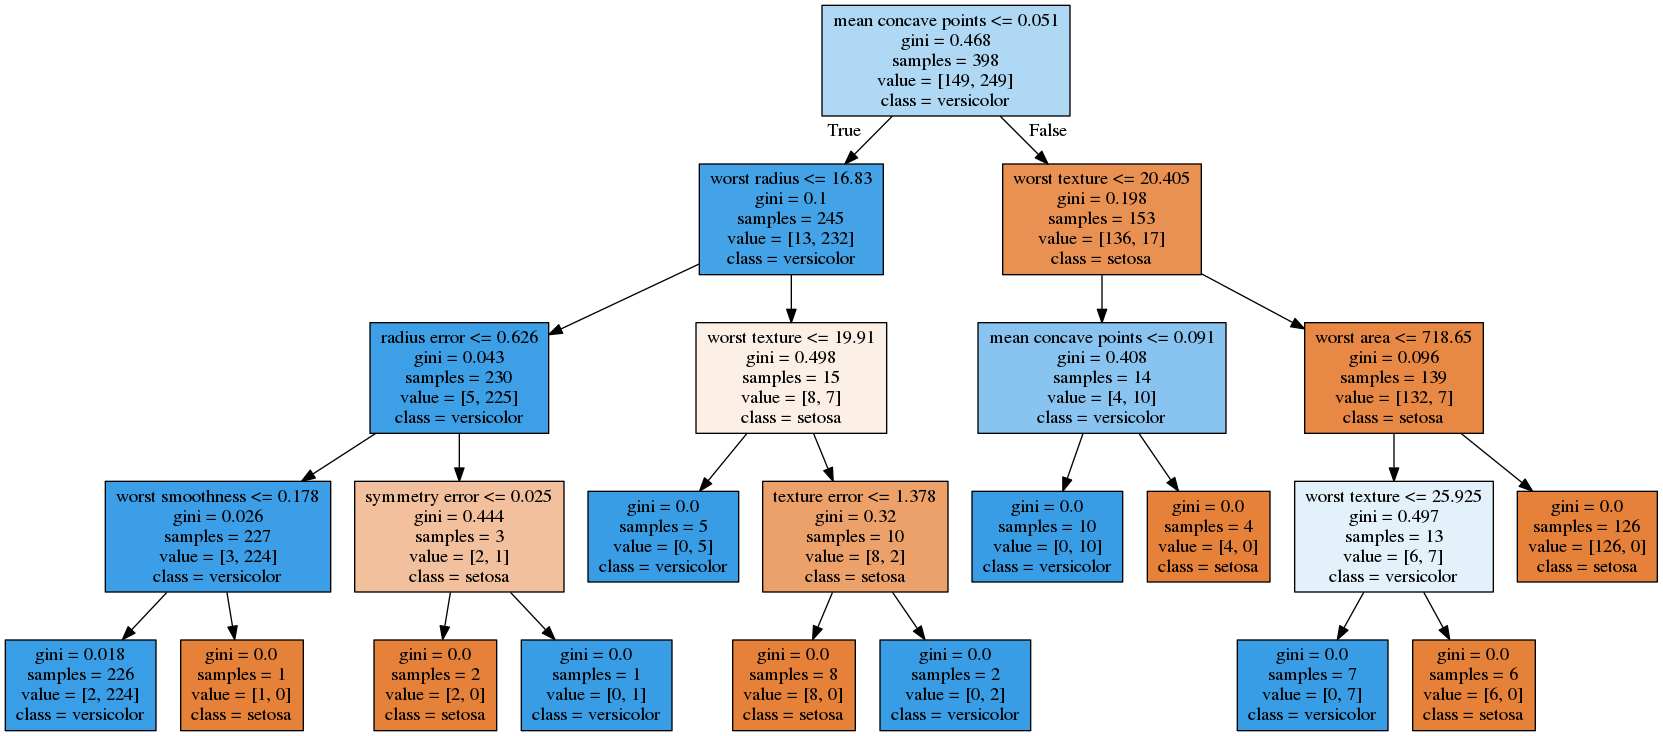 mean concave points <= 0.051
gini = 0.468
samples = 398
value = [149, 249]
class = versicolor
True
False
worst radius <= 16.83
gini = 0.1
samples = 245
value = [13, 232]
class = versicolor
worst texture <= 20.405
gini = 0.198
samples = 153
value = [136, 17]
class = setosa
radius error <= 0.626
gini = 0.043
samples = 230
value = [5, 225]
class = versicolor
worst texture <= 19.91
gini = 0.498
samples = 15
value = [8, 7]
class = setosa
mean concave points <= 0.091
gini = 0.408
samples = 14
value = [4, 10]
class = versicolor
worst area <= 718.65
gini = 0.096
samples = 139
value = [132, 7]
class = setosa
worst smoothness <= 0.178
gini = 0.026
samples = 227
value = [3, 224]
class = versicolor
symmetry error <= 0.025
gini = 0.444
samples = 3
value = [2, 1]
class = setosa
gini = 0.0
samples = 5
value = [0, 5]
class = versicolor
texture error <= 1.378
gini = 0.32
samples = 10
value = [8, 2]
class = setosa
gini = 0.0
samples = 10
value = [0, 10]
class = versicolor
gini = 0.0
samples = 4
value = [4, 0]
class = setosa
worst texture <= 25.925
gini = 0.497
samples = 13
value = [6, 7]
class = versicolor
gini = 0.0
samples = 126
value = [126, 0]
class = setosa
gini = 0.018
samples = 226
value = [2, 224]
class = versicolor
gini = 0.0
samples = 1
value = [1, 0]
class = setosa
gini = 0.0
samples = 2
value = [2, 0]
class = setosa
gini = 0.0
samples = 1
value = [0, 1]
class = versicolor
gini = 0.0
samples = 8
value = [8, 0]
class = setosa
gini = 0.0
samples = 2
value = [0, 2]
class = versicolor
gini = 0.0
samples = 7
value = [0, 7]
class = versicolor
gini = 0.0
samples = 6
value = [6, 0]
class = setosa